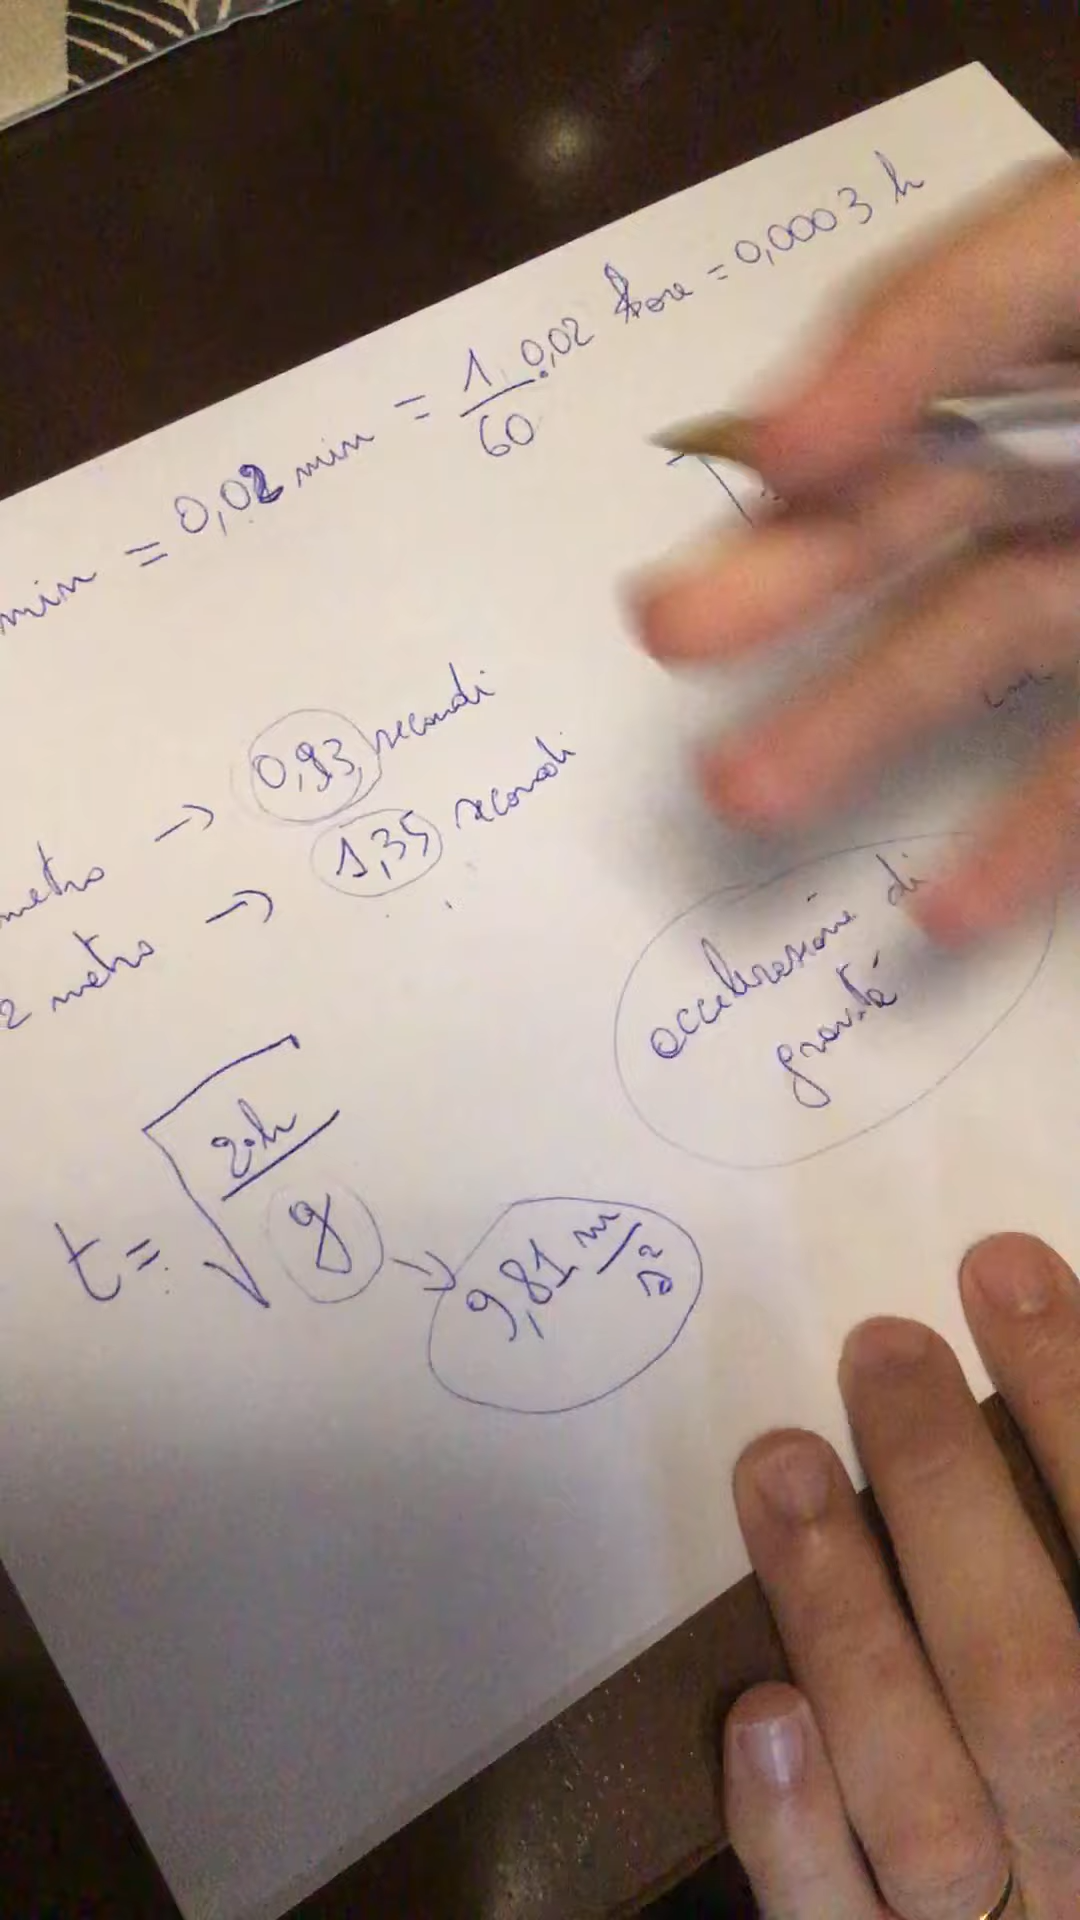 min = 0,02 min = 1/60 · 0,02 ore = 0,0003 h
metro → 0,93 secondi
2 metro → 1,35 secondi
accelerazione di
gravità
t = √(2·h/g) → 9,81 m/s²